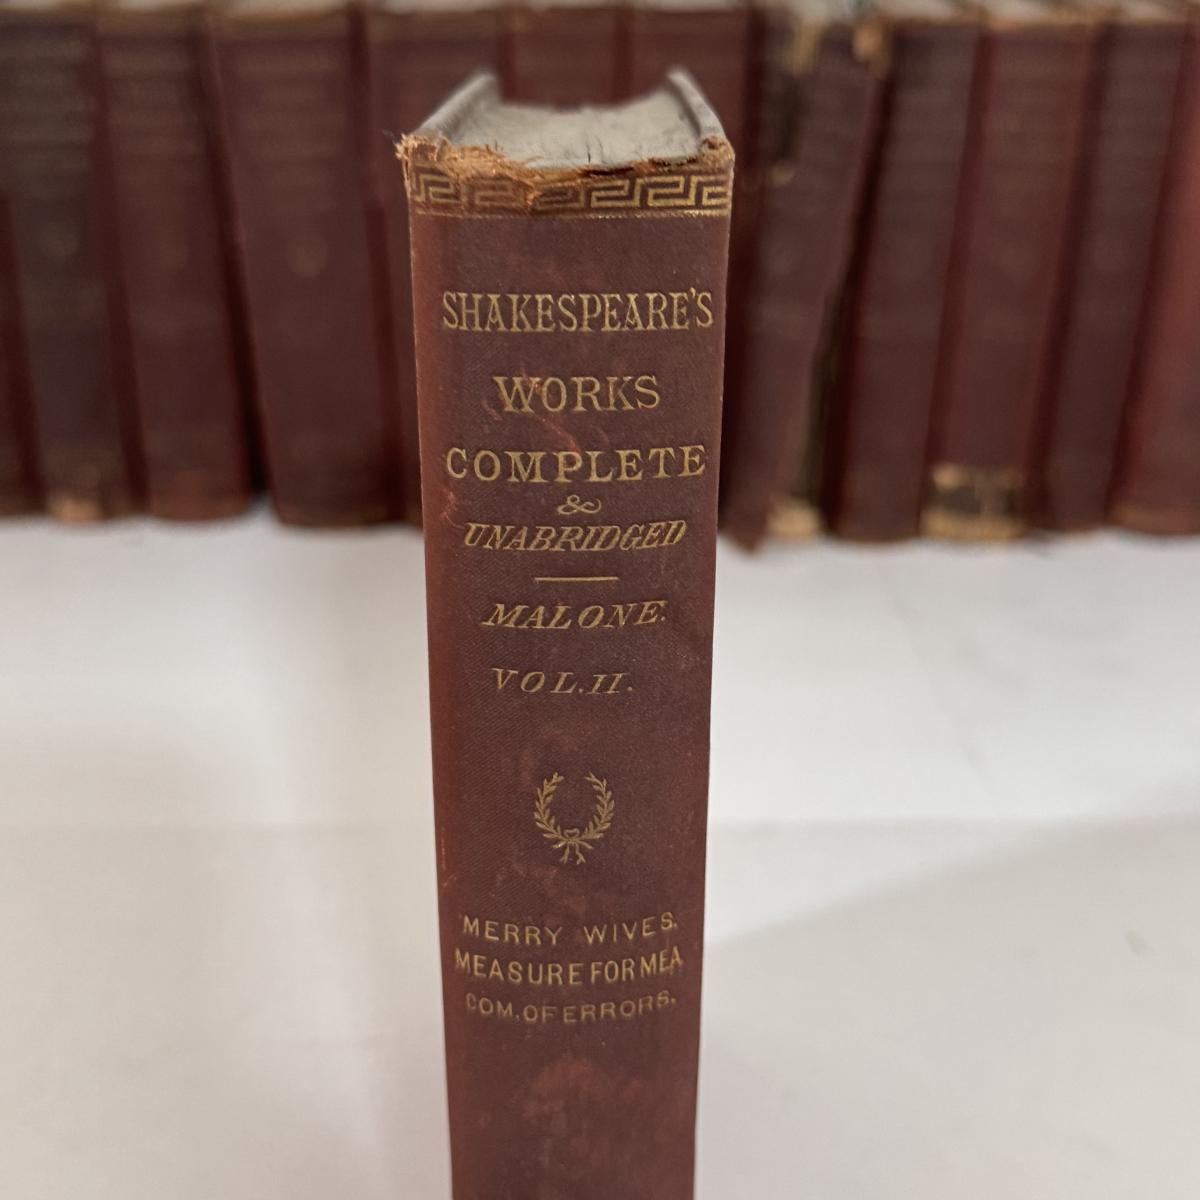 SHAKESPEARE'S
WORKS
COMPLETE
&
UNABRIDGED
MALONE.
VOL. II.
MERRY WIVES.
MEASURE FOR MEA
COM. OF ERRORS.